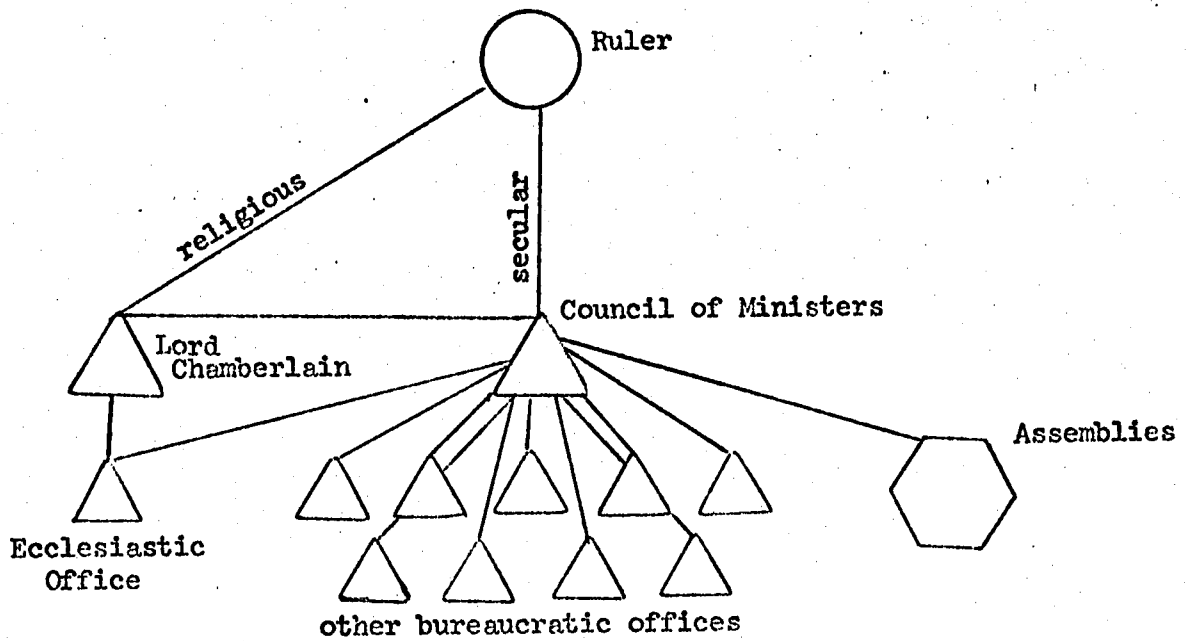 Ruler
religious
secular
Council of Ministers
Lord
Chamberlain
Assemblies
Ecclesiastic
Office
other bureaucratic offices